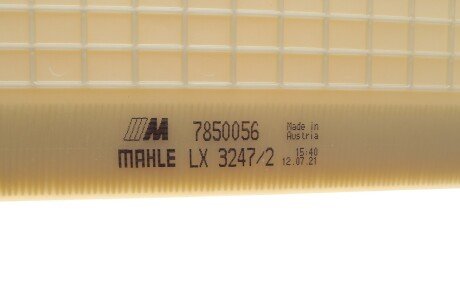 M 7850056 Made in Austria
MAHLE LX 3247/2 15:40 12.07.21